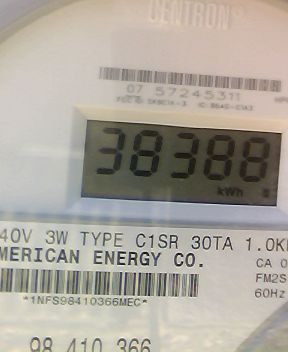 CENTRON®
07 57245311
38388
kWh
40V 3W TYPE C1SR 30TA 1.0K
MERICAN ENERGY CO.
CA 0
FM2S
60Hz
*1NFS98410366MEC*
98 410 366